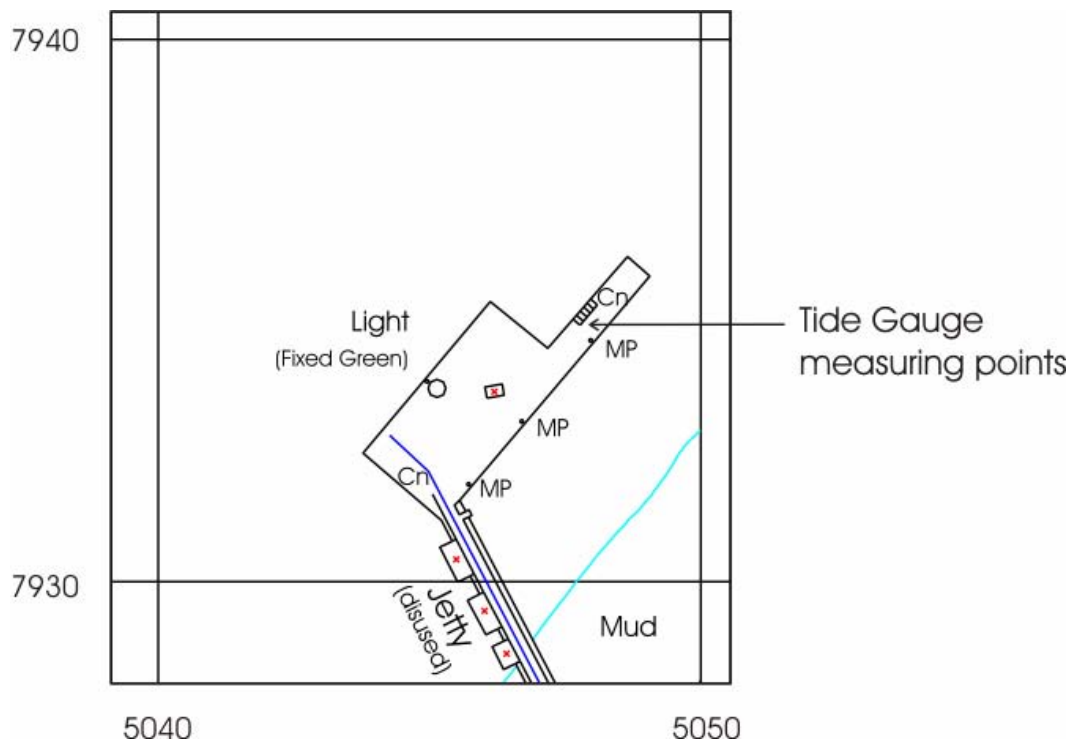 7940
Light
(Fixed Green)
Cn
Tide Gauge
measuring points
MP
MP
Cn
MP
7930
Jetty
(disused)
Mud
5040
5050